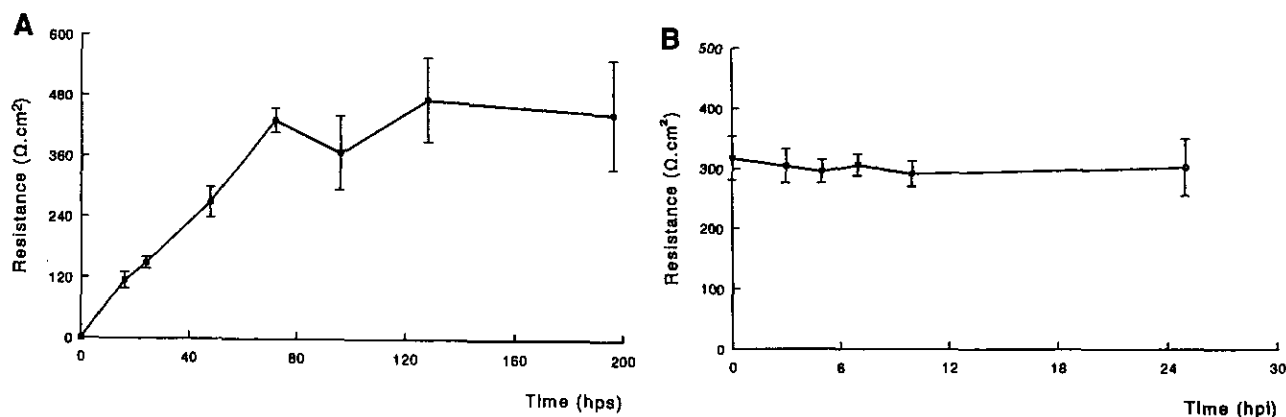 A
Resistance (Ω.cm²)
600
480
360
240
120
0
0 40 80 120 160 200
Time (hps)
B
Resistance (Ω.cm²)
500
400
300
200
100
0
0 6 12 18 24 30
Time (hpi)